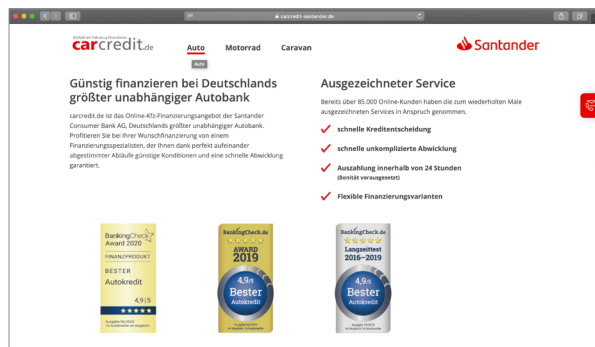 carcredit-santander.de
Einfach ein Fahrzeug finanzieren
carcredit.de
Auto
Motorrad
Caravan
Santander
Auto
Günstig finanzieren bei Deutschlands
größter unabhängiger Autobank
carcredit.de ist das Online-Kfz-Finanzierungsangebot der Santander
Consumer Bank AG, Deutschlands größter unabhängiger Autobank.
Profitieren Sie bei Ihrer Wunschfinanzierung von einem
Finanzierungsspezialisten, der Ihnen dank perfekt aufeinander
abgestimmter Abläufe günstige Konditionen und eine schnelle Abwicklung
garantiert.
Ausgezeichneter Service
Bereits über 85.000 Online-Kunden haben die zum wiederholten Male
ausgezeichneten Services in Anspruch genommen.
schnelle Kreditentscheidung
schnelle unkomplizierte Abwicklung
Auszahlung innerhalb von 24 Stunden
(Bonität vorausgesetzt)
Flexible Finanzierungsvarianten
BankingCheck
Award 2020
FINANZPRODUKT
BESTER
Autokredit
4,9|5
BankingCheck.de
AWARD
2019
4,9/5
Bester
Autokredit
BankingCheck.de
Langzeittest
2016–2019
4,9/5
Bester
Autokredit